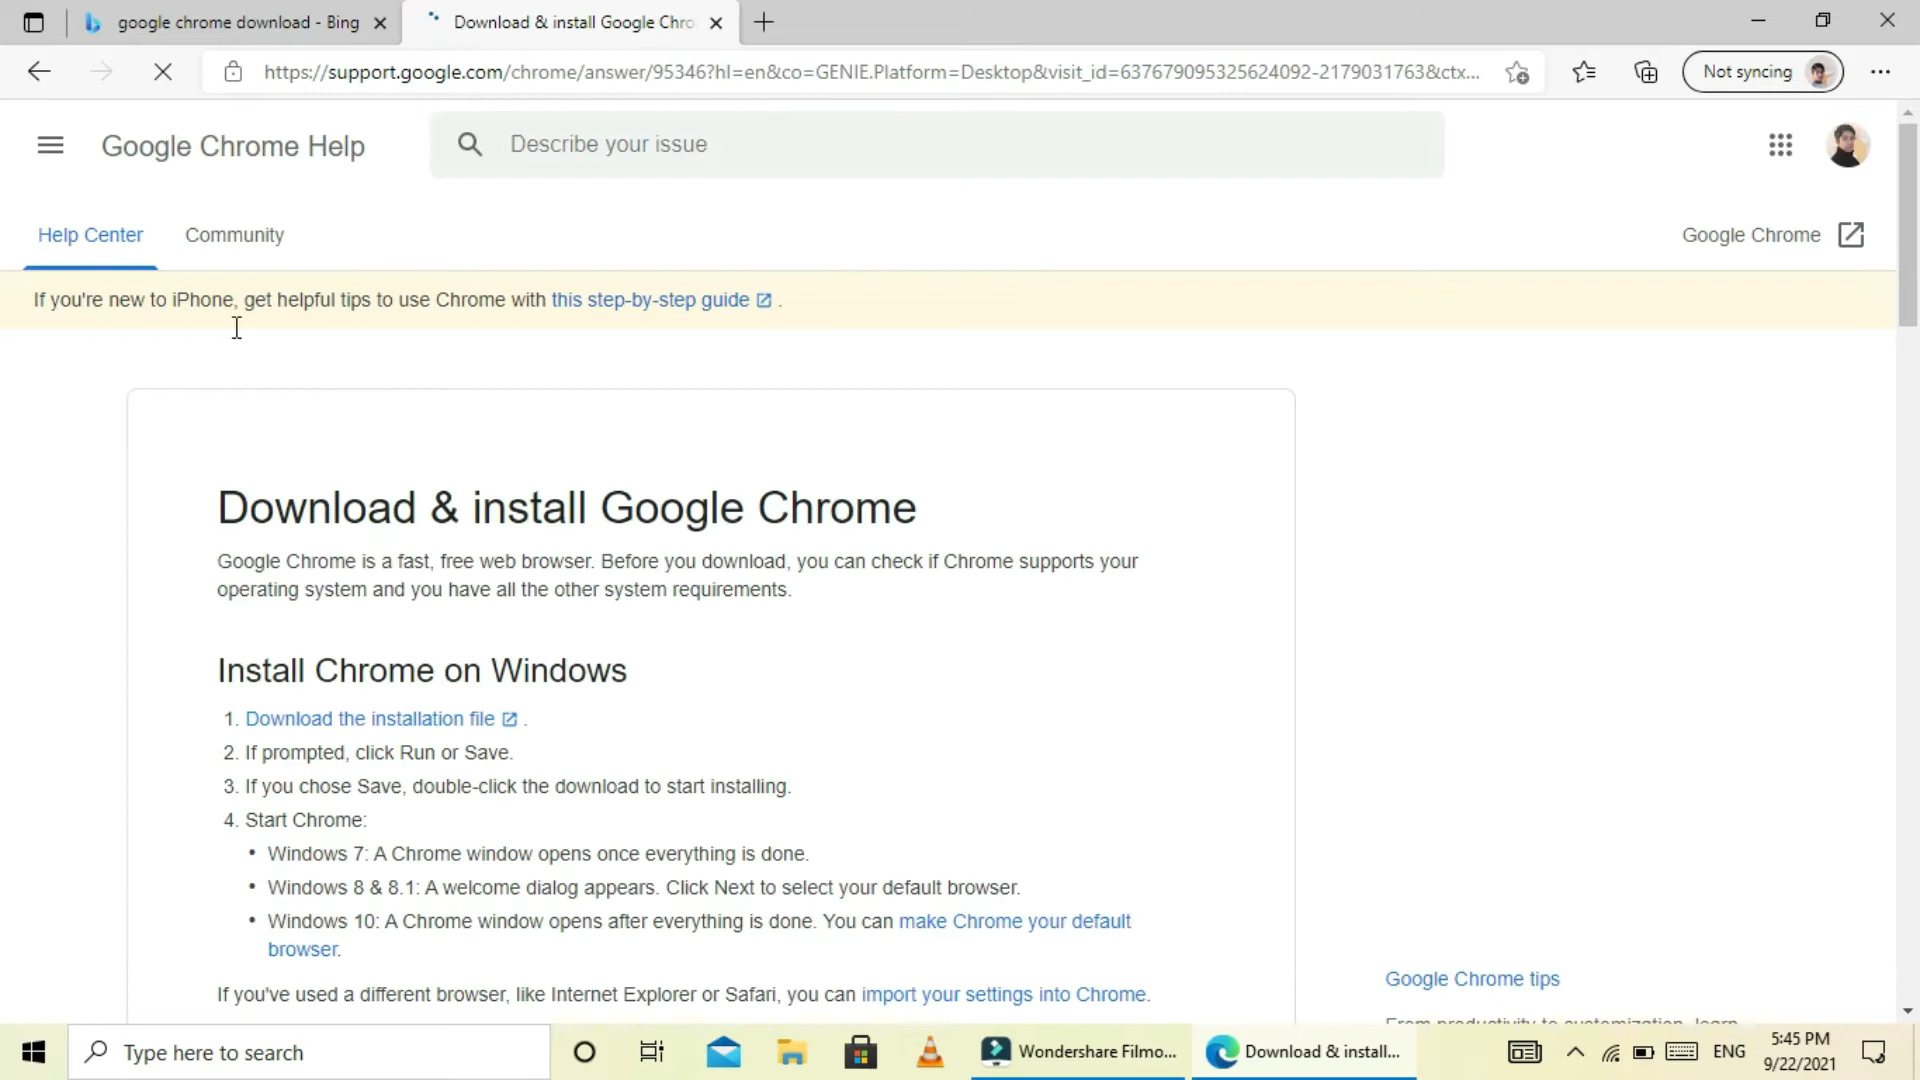 google chrome download - Bing
Download & install Google Chro
https://support.google.com/chrome/answer/95346?hl=en&co=GENIE.Platform=Desktop&visit_id=637679095325624092-2179031763&ctx...
Not syncing
Google Chrome Help
Describe your issue
Help Center
Community
Google Chrome
If you're new to iPhone, get helpful tips to use Chrome with this step-by-step guide .
Download & install Google Chrome
Google Chrome is a fast, free web browser. Before you download, you can check if Chrome supports your
operating system and you have all the other system requirements.
Install Chrome on Windows
1. Download the installation file .
2. If prompted, click Run or Save.
3. If you chose Save, double-click the download to start installing.
4. Start Chrome:
• Windows 7: A Chrome window opens once everything is done.
• Windows 8 & 8.1: A welcome dialog appears. Click Next to select your default browser.
• Windows 10: A Chrome window opens after everything is done. You can make Chrome your default
browser.
If you've used a different browser, like Internet Explorer or Safari, you can import your settings into Chrome.
Google Chrome tips
From productivity to customization, learn
Type here to search
Wondershare Filmo...
Download & install...
ENG
5:45 PM
9/22/2021